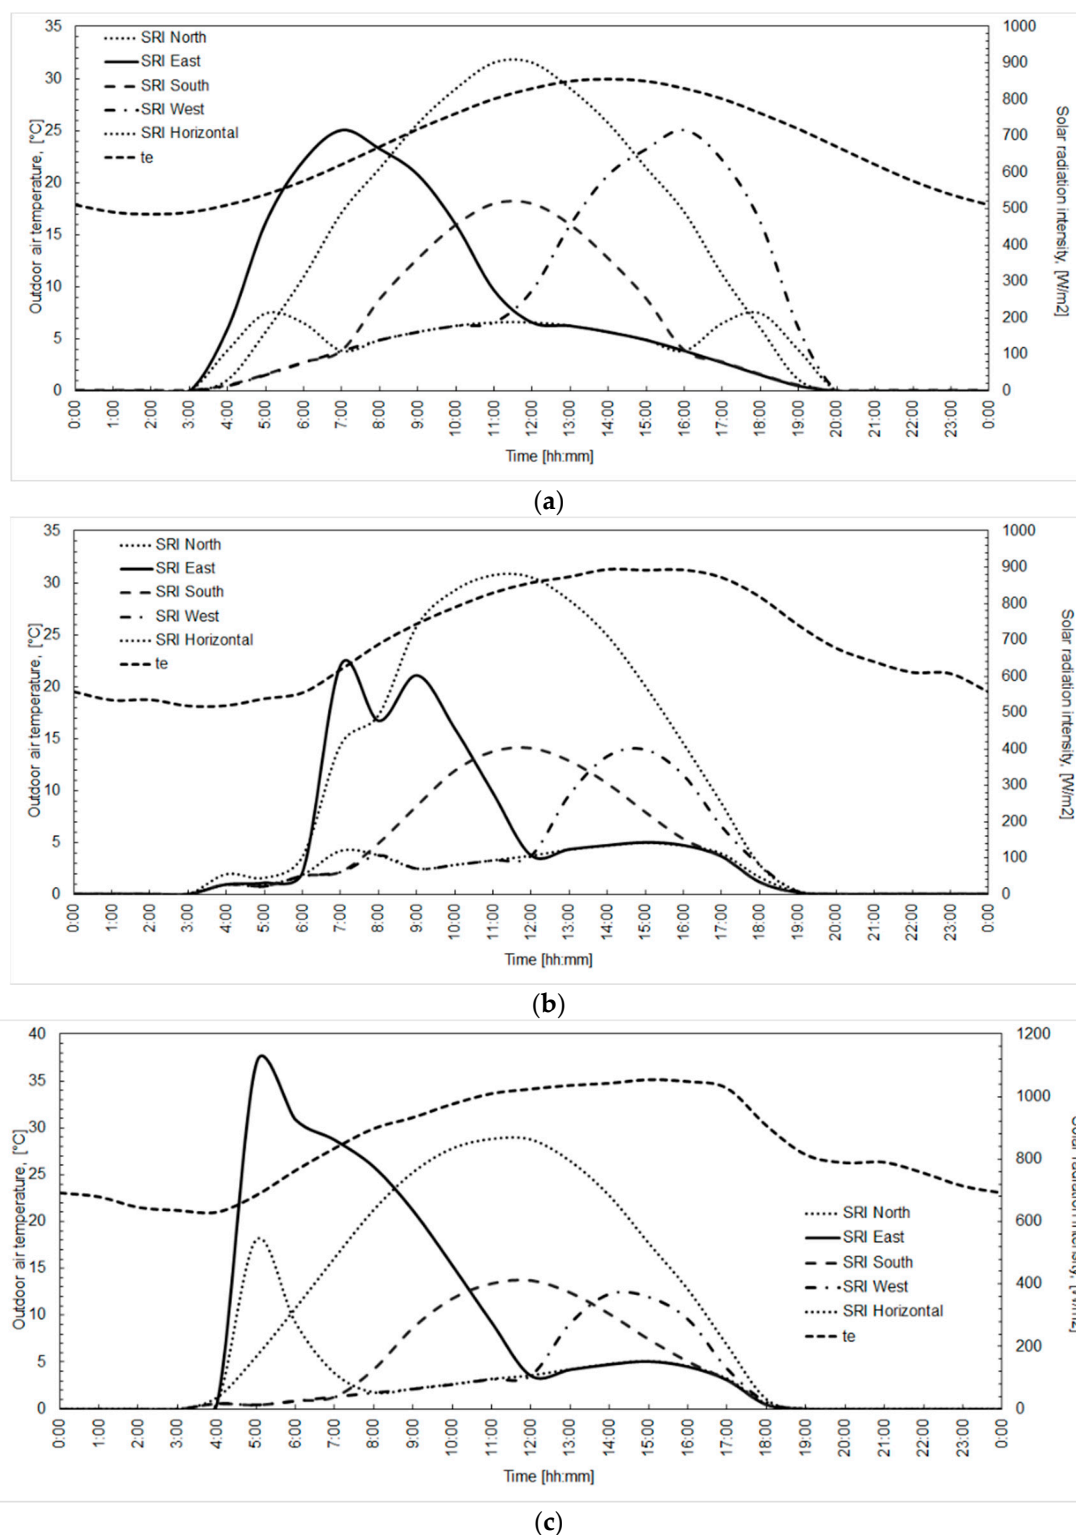 35
30
25
20
15
10
5
0
1000
900
800
700
600
500
400
300
200
100
0
Outdoor air temperature, [°C]
Solar radiation intensity, [W/m2]
SRI North
SRI East
SRI South
SRI West
SRI Horizontal
te
0:00 1:00 2:00 3:00 4:00 5:00 6:00 7:00 8:00 9:00 10:00 11:00 12:00 13:00 14:00 15:00 16:00 17:00 18:00 19:00 20:00 21:00 22:00 23:00 0:00
Time [hh:mm]
(a)
35
30
25
20
15
10
5
0
1000
900
800
700
600
500
400
300
200
100
0
Outdoor air temperature, [°C]
Solar radiation intensity, [W/m2]
SRI North
SRI East
SRI South
SRI West
SRI Horizontal
te
0:00 1:00 2:00 3:00 4:00 5:00 6:00 7:00 8:00 9:00 10:00 11:00 12:00 13:00 14:00 15:00 16:00 17:00 18:00 19:00 20:00 21:00 22:00 23:00 0:00
Time [hh:mm]
(b)
40
35
30
25
20
15
10
5
0
1200
1000
800
600
400
200
0
Outdoor air temperature, [°C]
Solar radiation intensity, [W/m2]
SRI North
SRI East
SRI South
SRI West
SRI Horizontal
te
0:00 1:00 2:00 3:00 4:00 5:00 6:00 7:00 8:00 9:00 10:00 11:00 12:00 13:00 14:00 15:00 16:00 17:00 18:00 19:00 20:00 21:00 22:00 23:00 0:00
Time [hh:mm]
(c)